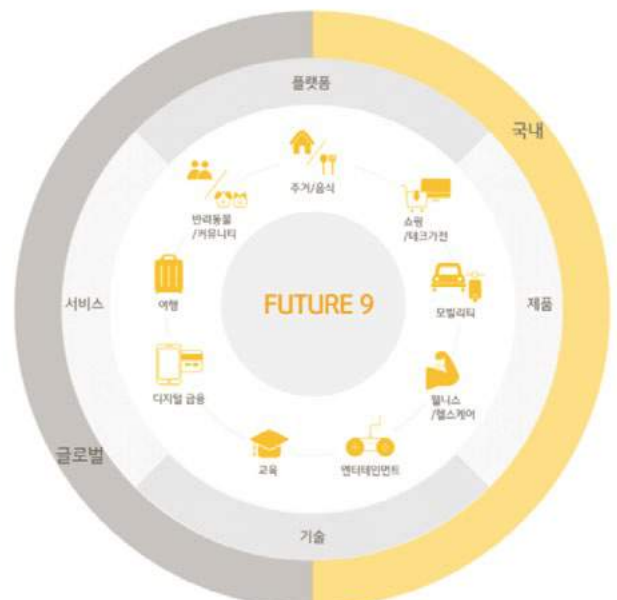 플랫폼
국내
주거/음식
반려동물
/커뮤니티
쇼핑
/테크가전
서비스
여행
FUTURE 9
모빌리티
제품
디지털 금융
웰니스
/헬스케어
글로벌
교육
엔터테인먼트
기술